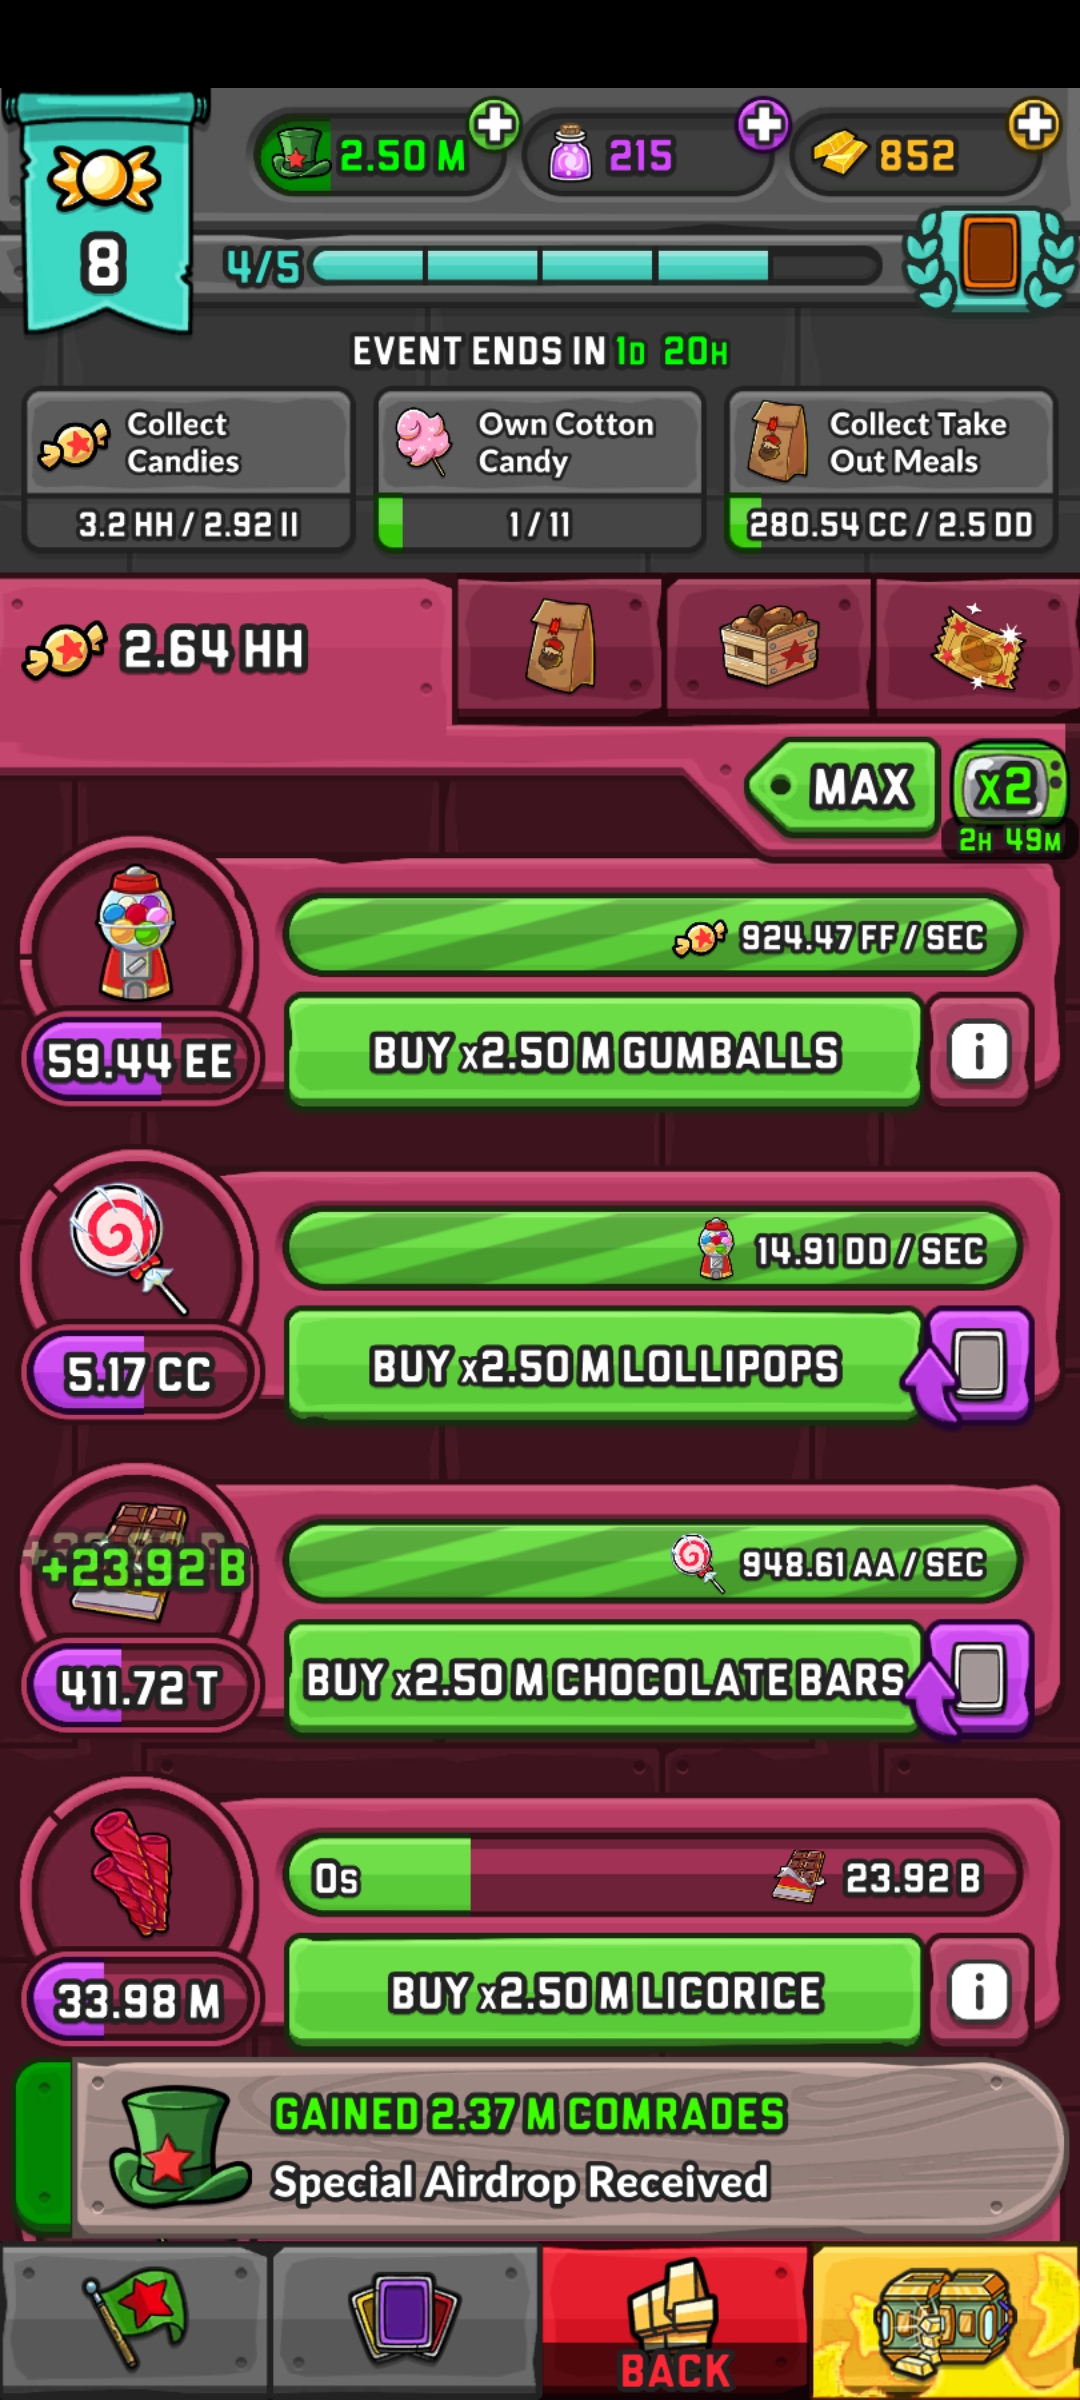 2.50 M
215
852
8
4/5
EVENT ENDS IN 1D 20H
Collect
Candies
3.2 HH / 2.92 II
Own Cotton
Candy
1 / 11
Collect Take
Out Meals
280.54 CC / 2.5 DD
2.64 HH
MAX
x2
2H 49M
924.47 FF / SEC
59.44 EE
BUY x2.50 M GUMBALLS
i
14.91 DD / SEC
5.17 CC
BUY x2.50 M LOLLIPOPS
948.61 AA / SEC
+23.92 B
411.72 T
BUY x2.50 M CHOCOLATE BARS
0s
23.92 B
33.98 M
BUY x2.50 M LICORICE
i
GAINED 2.37 M COMRADES
Special Airdrop Received
BACK